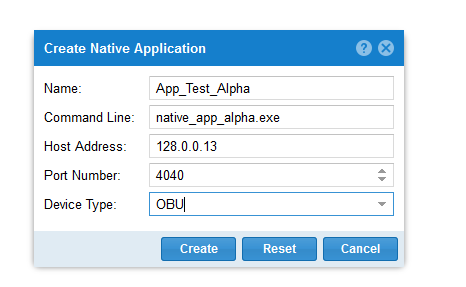 Create Native Application
Name: App_Test_Alpha
Command Line: native_app_alpha.exe
Host Address: 128.0.0.13
Port Number: 4040
Device Type: OBU
Create Reset Cancel